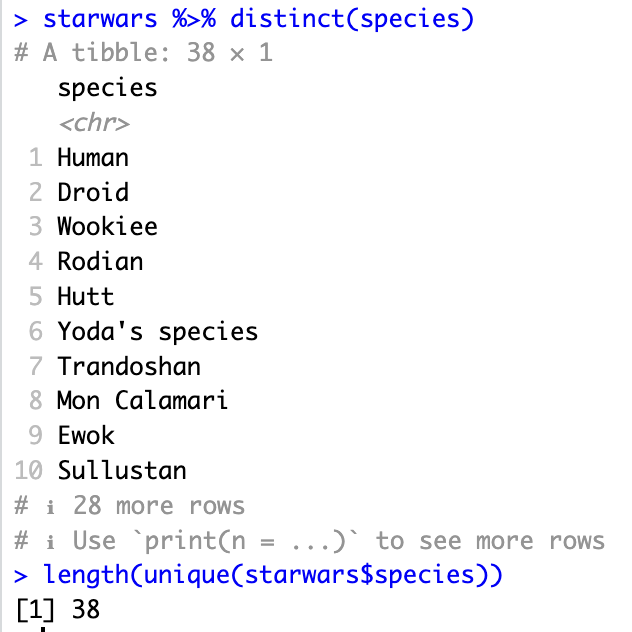 > starwars %>% distinct(species)
# A tibble: 38 × 1
species
<chr>
1 Human
2 Droid
3 Wookiee
4 Rodian
5 Hutt
6 Yoda's species
7 Trandoshan
8 Mon Calamari
9 Ewok
10 Sullustan
# ℹ 28 more rows
# ℹ Use `print(n = ...)` to see more rows
> length(unique(starwars$species))
[1] 38